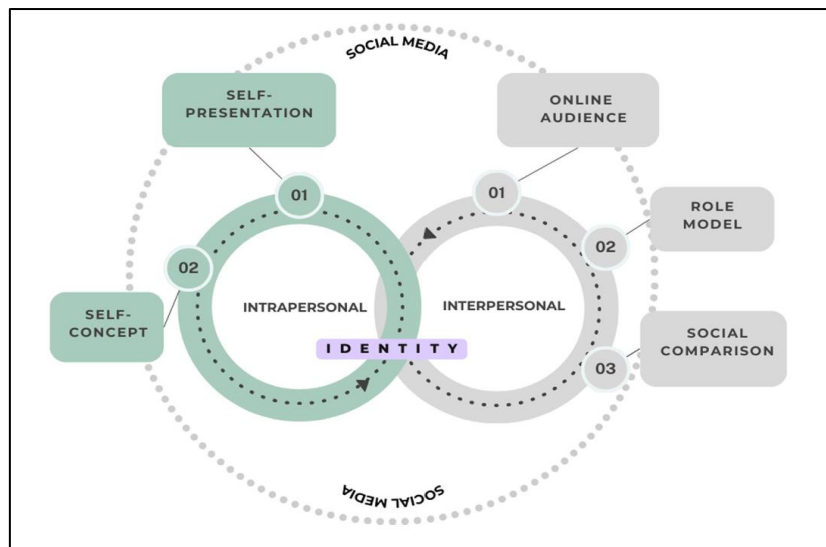 SOCIAL MEDIA
SELF-
PRESENTATION
ONLINE
AUDIENCE
01
01
ROLE
MODEL
02
02
SELF-
CONCEPT
INTRAPERSONAL
INTERPERSONAL
IDENTITY
SOCIAL
COMPARISON
03
SOCIAL MEDIA